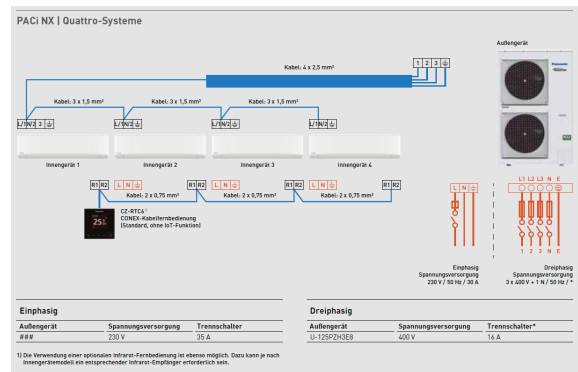 PACi NX | Quattro-Systeme
Außengerät
Panasonic
Kabel: 4 x 2,5 mm²
1 2 3 ⏚
Kabel: 3 x 1,5 mm² Kabel: 3 x 1,5 mm² Kabel: 3 x 1,5 mm²
L/1 N/2 3 ⏚ L/1 N/2 ⏚ L/1 N/2 ⏚ L/1 N/2 ⏚
Innengerät 1 Innengerät 2 Innengerät 3 Innengerät 4
R1 R2 L N ⏚ R1 R2 L N ⏚ R1 R2 L N ⏚ R1 R2
Kabel: 2 x 0,75 mm² Kabel: 2 x 0,75 mm² Kabel: 2 x 0,75 mm²
CZ-RTC6¹
CONEX-Kabelfernbedienung
(Standard, ohne IoT-Funktion)
L N ⏚
L1 L2 L3 N E
1 2 3 N E
Einphasig
Spannungsversorgung
230 V / 50 Hz / 30 A
Dreiphasig
Spannungsversorgung
3 x 400 V + 1 N / 50 Hz / *
Einphasig
Außengerät Spannungsversorgung Trennschalter
### 230 V 35 A
Dreiphasig
Außengerät Spannungsversorgung Trennschalter*
U-125PZH3E8 400 V 16 A
1) Die Verwendung einer optionalen Infrarot-Fernbedienung ist ebenso möglich. Dazu kann je nach
Innengerätemodell ein entsprechender Infrarot-Empfänger erforderlich sein.